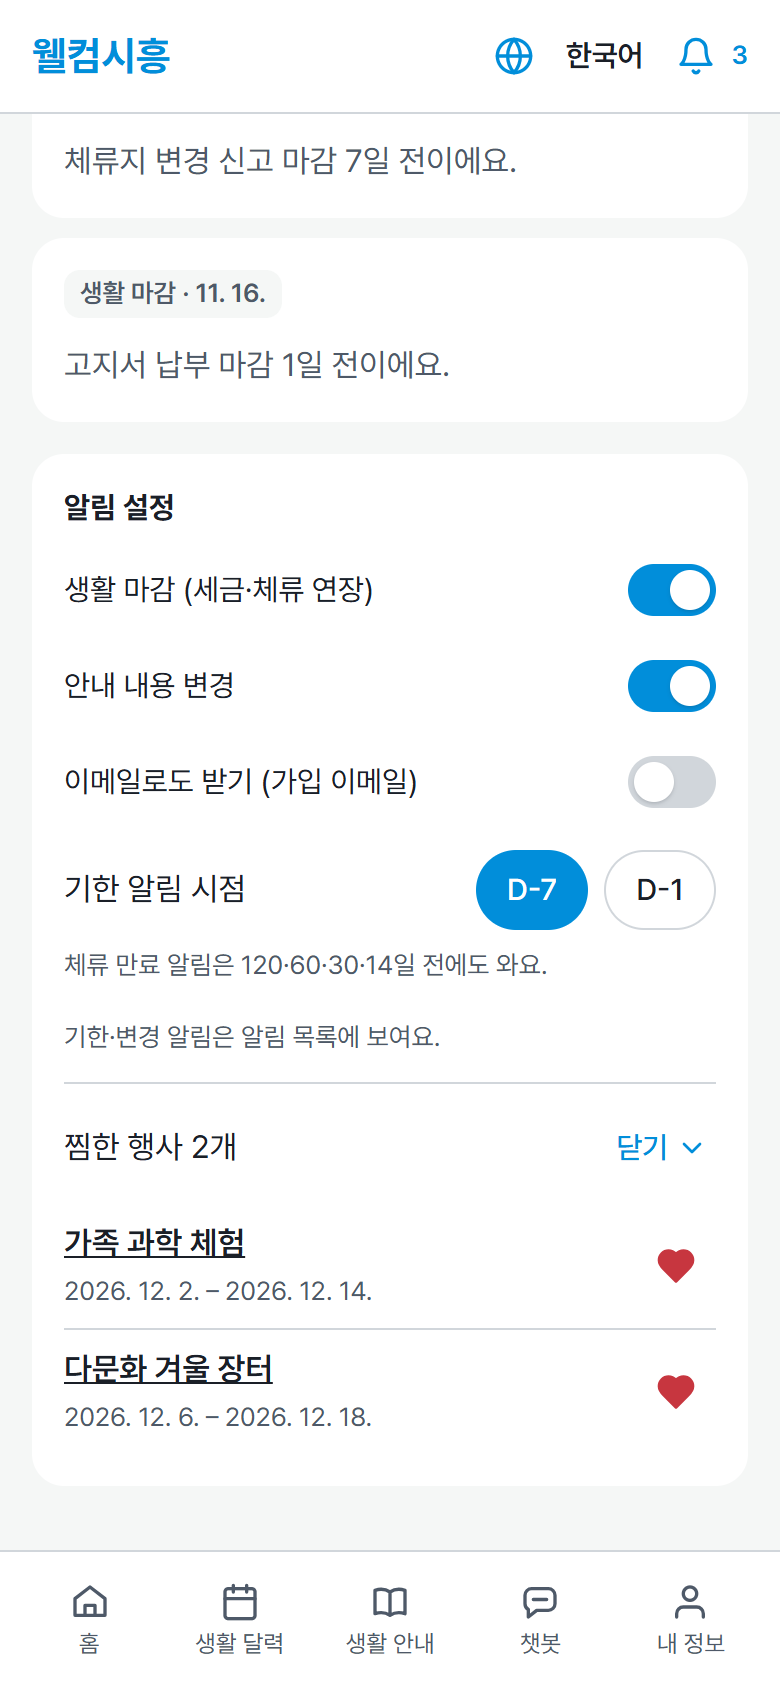 웰컴시흥
한국어
3
체류지 변경 신고 마감 7일 전이에요.
생활 마감 · 11. 16.
고지서 납부 마감 1일 전이에요.
알림 설정
생활 마감 (세금·체류 연장)
안내 내용 변경
이메일로도 받기 (가입 이메일)
기한 알림 시점
D-7
D-1
체류 만료 알림은 120·60·30·14일 전에도 와요.
기한·변경 알림은 알림 목록에 보여요.
찜한 행사 2개
닫기
가족 과학 체험
2026. 12. 2. – 2026. 12. 14.
다문화 겨울 장터
2026. 12. 6. – 2026. 12. 18.
홈
생활 달력
생활 안내
챗봇
내 정보